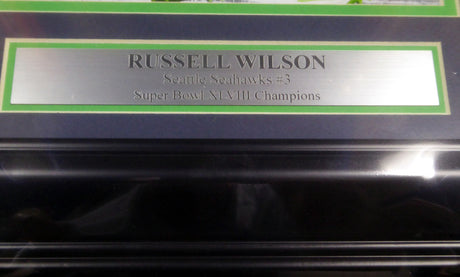 RUSSELL WILSON
Seattle Seahawks #3
Super Bowl XLVIII Champions